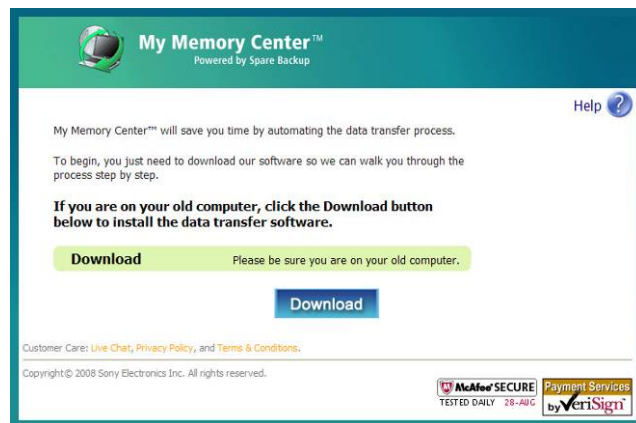 My Memory Center™
Powered by Spare Backup
Help ?
My Memory Center™ will save you time by automating the data transfer process.
To begin, you just need to download our software so we can walk you through the
process step by step.
If you are on your old computer, click the Download button
below to install the data transfer software.
Download Please be sure you are on your old computer.
Download
Customer Care: Live Chat, Privacy Policy, and Terms & Conditions.
Copyright© 2008 Sony Electronics Inc. All rights reserved.
McAfee SECURE
TESTED DAILY 28-AUG
Payment Services
by VeriSign